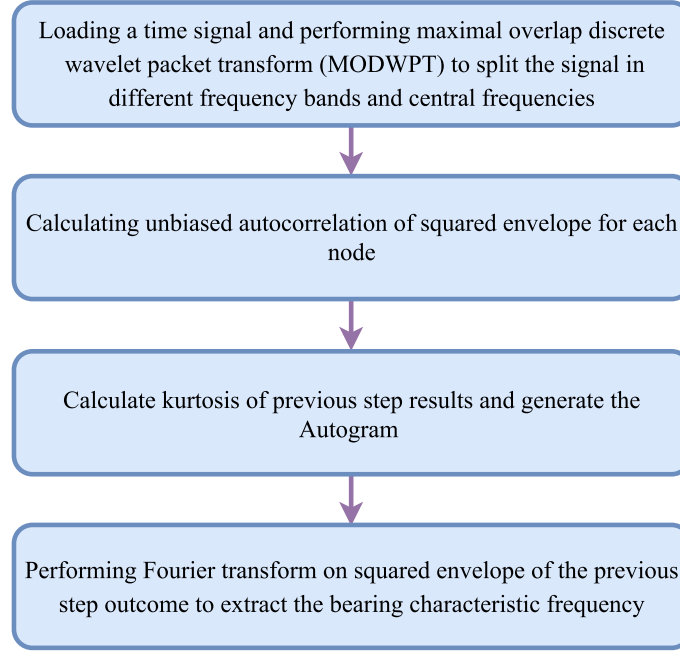 Loading a time signal and performing maximal overlap discrete
wavelet packet transform (MODWPT) to split the signal in
different frequency bands and central frequencies
Calculating unbiased autocorrelation of squared envelope for each
node
Calculate kurtosis of previous step results and generate the
Autogram
Performing Fourier transform on squared envelope of the previous
step outcome to extract the bearing characteristic frequency